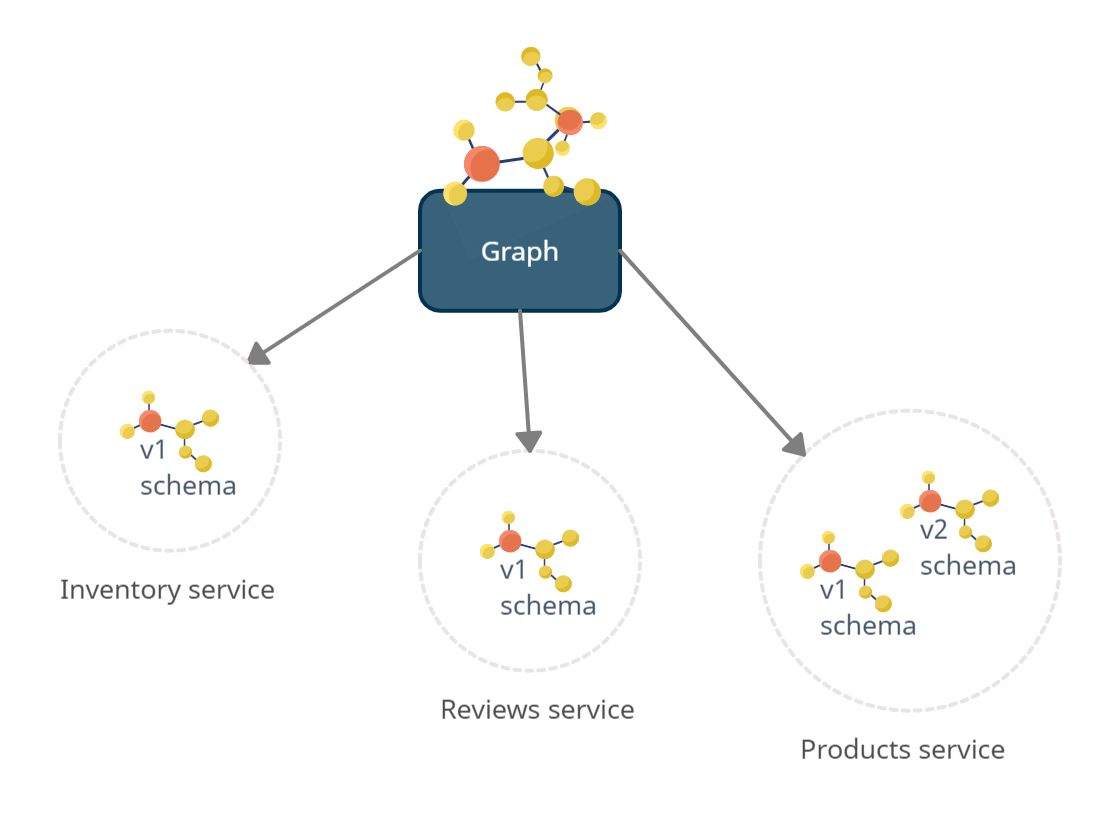 Graph
v1
schema
Inventory service
v1
schema
Reviews service
v2
schema
v1
schema
Products service